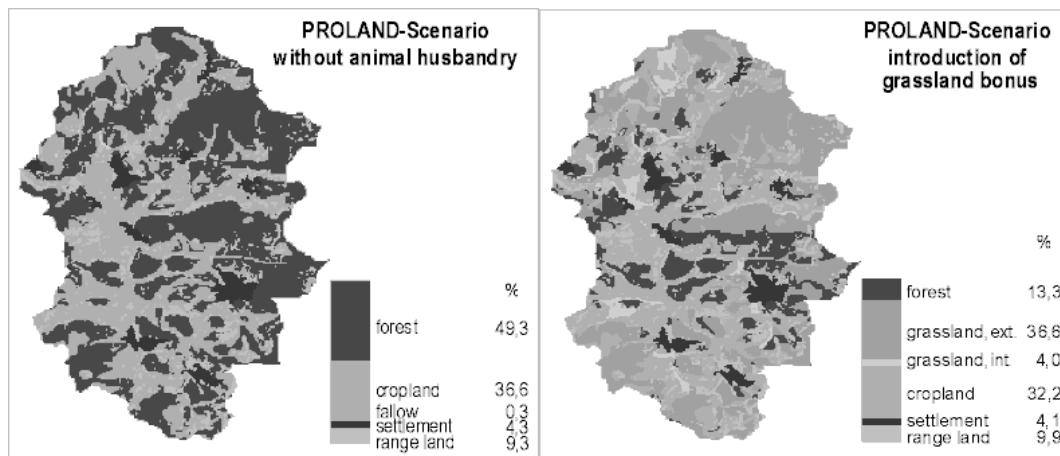 PROLAND-Scenario
without animal husbandry
%
forest 49,3
cropland 36,6
fallow 0,3
settlement 4,3
range land 9,3
PROLAND-Scenario
introduction of
grassland bonus
%
forest 13,3
grassland, ext. 36,6
grassland, int. 4,0
cropland 32,2
settlement 4,1
range land 9,9